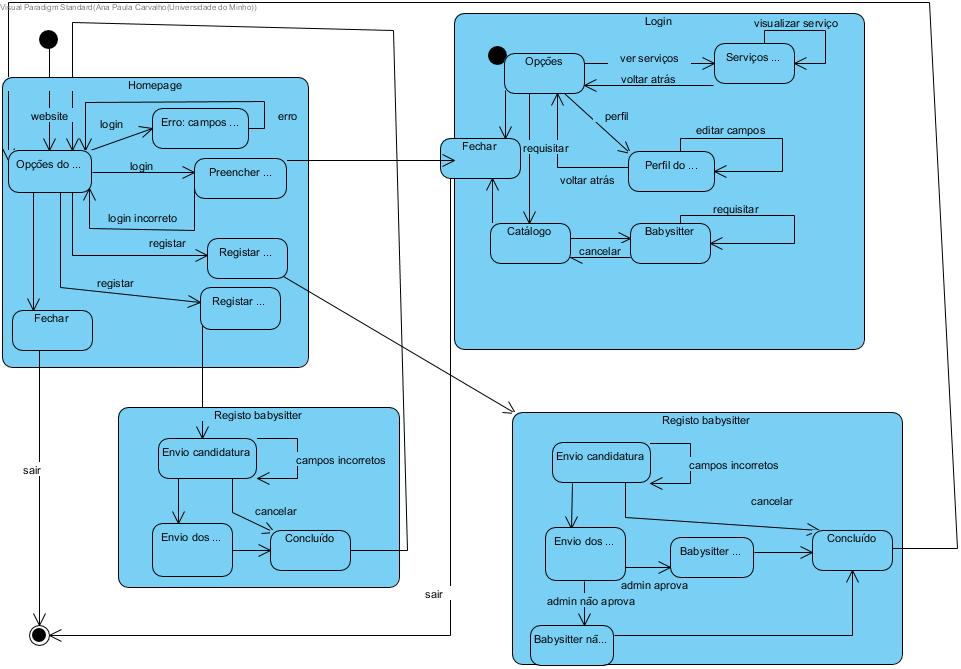 Visual Paradigm Standard(Ana Paula Carvalho(Universidade do Minho))
Homepage
website
login
Erro: campos ...
erro
Opções do ...
login
Preencher ...
login incorreto
registar
Registar ...
registar
Registar ...
Fechar
sair
Login
visualizar serviço
Opções
ver serviços
Serviços ...
voltar atrás
perfil
editar campos
Fechar
requisitar
Perfil do ...
voltar atrás
requisitar
Catálogo
Babysitter
cancelar
Registo babysitter
Envio candidatura
campos incorretos
cancelar
Envio dos ...
Concluído
sair
Registo babysitter
Envio candidatura
campos incorretos
cancelar
Envio dos ...
Babysitter ...
Concluído
admin aprova
admin não aprova
Babysitter nã...